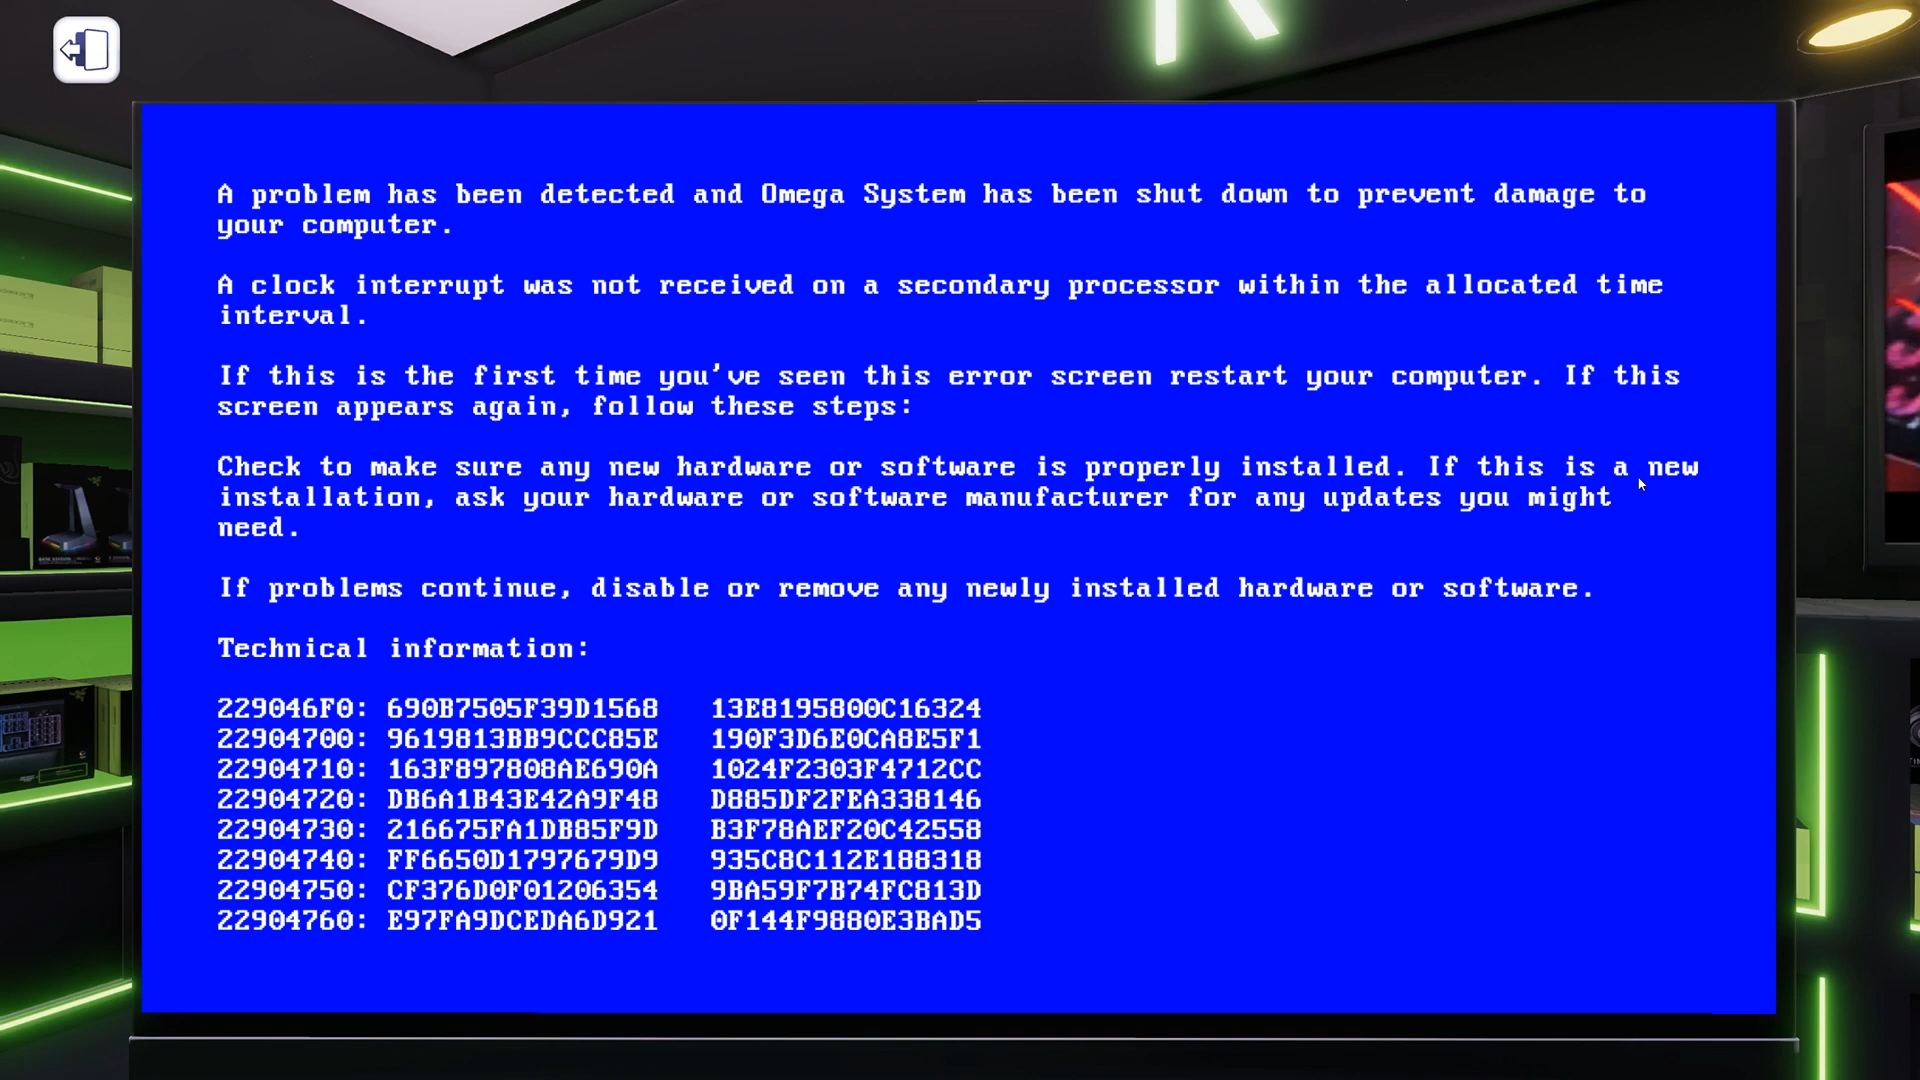 A problem has been detected and Omega System has been shut down to prevent damage to
your computer.
A clock interrupt was not received on a secondary processor within the allocated time
interval.
If this is the first time you've seen this error screen restart your computer. If this
screen appears again, follow these steps:
Check to make sure any new hardware or software is properly installed. If this is a new
installation, ask your hardware or software manufacturer for any updates you might
need.
If problems continue, disable or remove any newly installed hardware or software.
Technical information:
229046F0: 690B7505F39D1568 13E8195800C16324
22904700: 9619813BB9CCC85E 190F3D6E0CA8E5F1
22904710: 163F897808AE690A 1024F2303F4712CC
22904720: DB6A1B43E42A9F48 D885DF2FEA338146
22904730: 216675FA1DB85F9D B3F78AEF20C42558
22904740: FF6650D1797679D9 935C8C112E188318
22904750: CF376D0F01206354 9BA59F7B74FC813D
22904760: E97FA9DCEDA6D921 0F144F9880E3BAD5